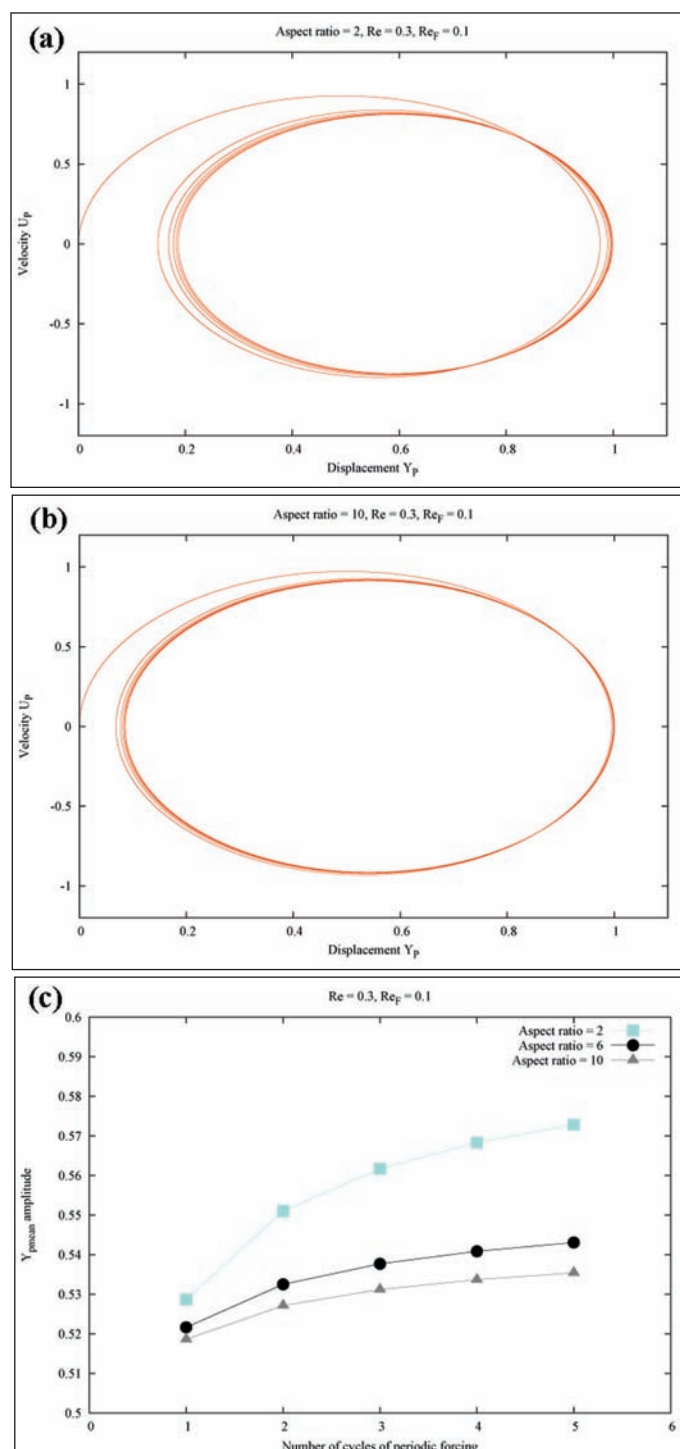 (a)
Aspect ratio = 2, Re = 0.3, Re_F = 0.1
1
0.5
0
-0.5
-1
Velocity U_P
0
0.2
0.4
0.6
0.8
1
Displacement Y_P
(b)
Aspect ratio = 10, Re = 0.3, Re_F = 0.1
1
0.5
0
-0.5
-1
Velocity U_P
0
0.2
0.4
0.6
0.8
1
Displacement Y_P
(c)
Re = 0.3, Re_F = 0.1
Aspect ratio = 2
Aspect ratio = 6
Aspect ratio = 10
0.6
0.59
0.58
0.57
0.56
0.55
0.54
0.53
0.52
0.51
0.5
Y_pmean amplitude
0
1
2
3
4
5
6
Number of cycles of periodic forcing